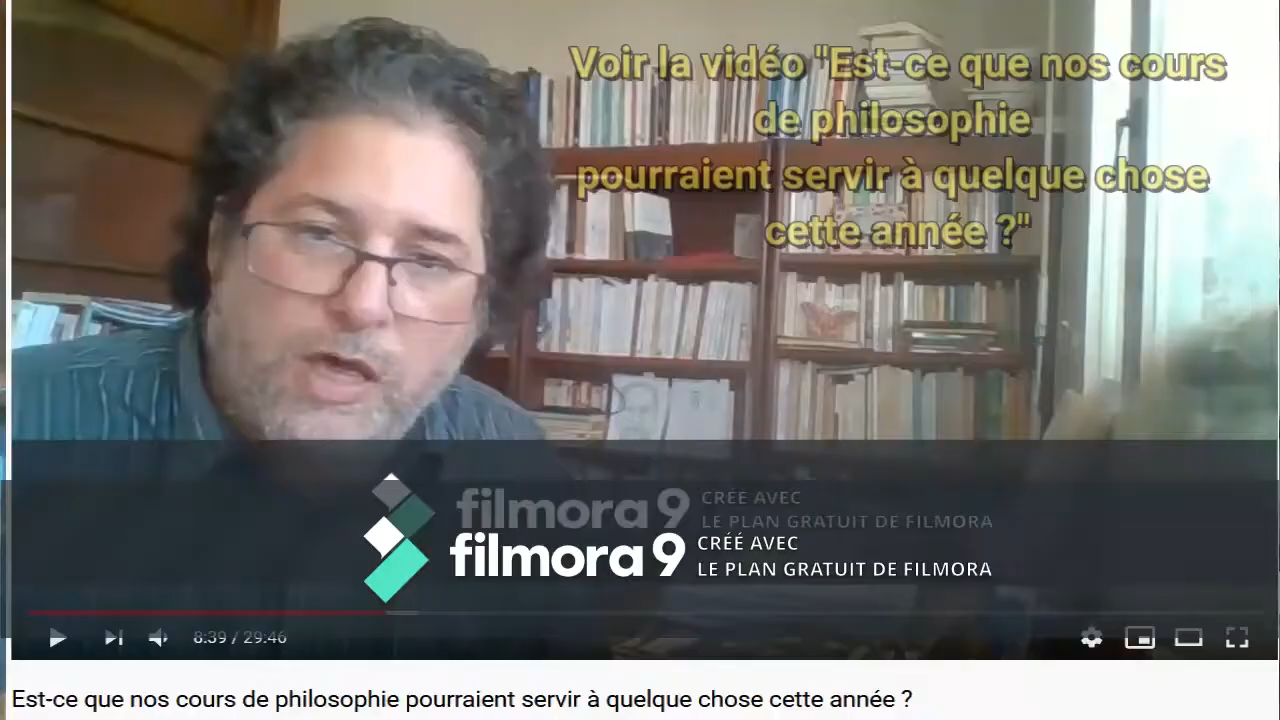 Voir la vidéo "Est-ce que nos cours
de philosophie
pourraient servir à quelque chose
cette année ?"
filmora 9 CRÉÉ AVEC
LE PLAN GRATUIT DE FILMORA
filmora 9 CRÉÉ AVEC
LE PLAN GRATUIT DE FILMORA
8:39 / 29:46
Est-ce que nos cours de philosophie pourraient servir à quelque chose cette année ?